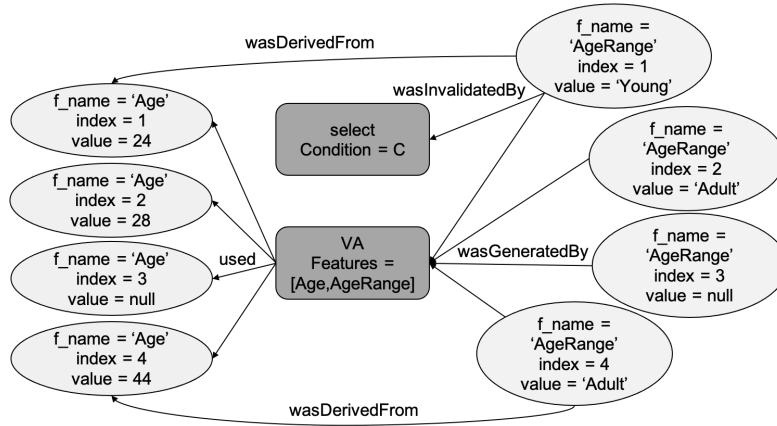 wasDerivedFrom
f_name =
‘AgeRange’
index = 1
value = ‘Young’
wasInvalidatedBy
f_name = ‘Age’
index = 1
value = 24
select
Condition = C
f_name =
‘AgeRange’
index = 2
value = ‘Adult’
f_name = ‘Age’
index = 2
value = 28
VA
Features =
[Age,AgeRange]
used
wasGeneratedBy
f_name =
‘AgeRange’
index = 3
value = null
f_name = ‘Age’
index = 3
value = null
f_name =
‘AgeRange’
index = 4
value = ‘Adult’
f_name = ‘Age’
index = 4
value = 44
wasDerivedFrom